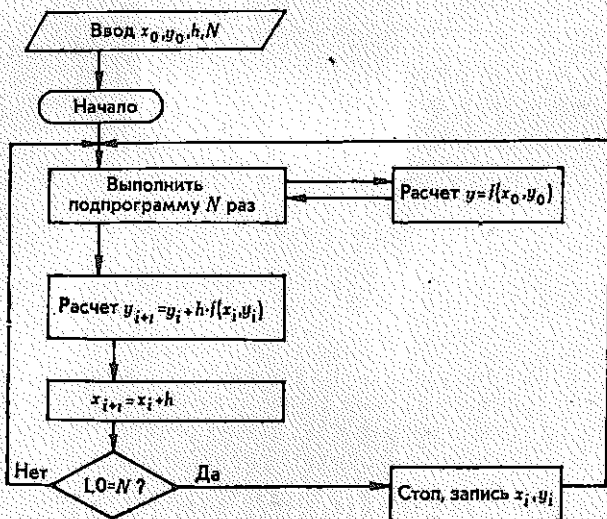 Ввод x₀,y₀,h,N
Начало
Выполнить
подпрограмму N раз
Расчет y=f(x₀,y₀)
Расчет yᵢ₊₁=yᵢ+h·f(xᵢ,yᵢ)
xᵢ₊₁=xᵢ+h
Нет
L0=N ?
Да
Стоп, запись xᵢ,yᵢ